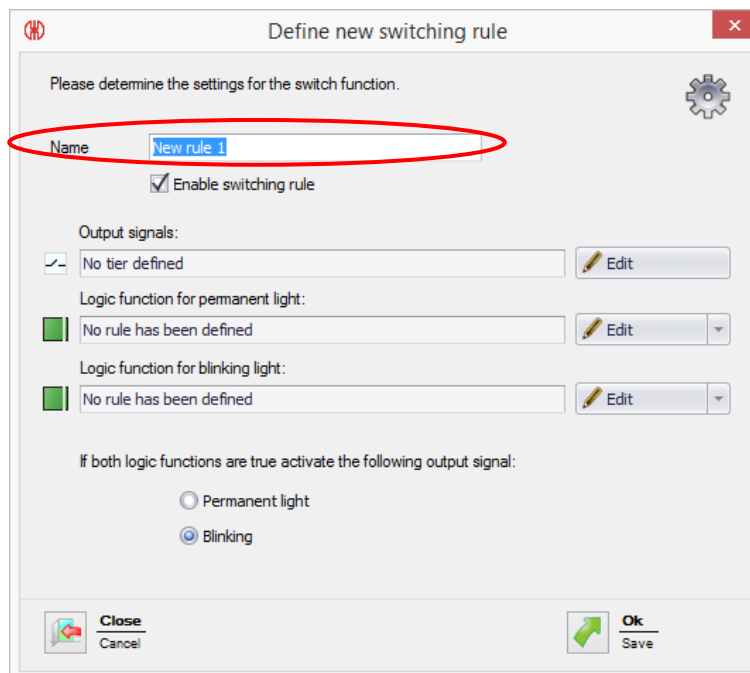 Define new switching rule
Please determine the settings for the switch function.
Name New rule 1
Enable switching rule
Output signals:
No tier defined Edit
Logic function for permanent light:
No rule has been defined Edit
Logic function for blinking light:
No rule has been defined Edit
If both logic functions are true activate the following output signal:
Permanent light
Blinking
Close Ok
Cancel Save